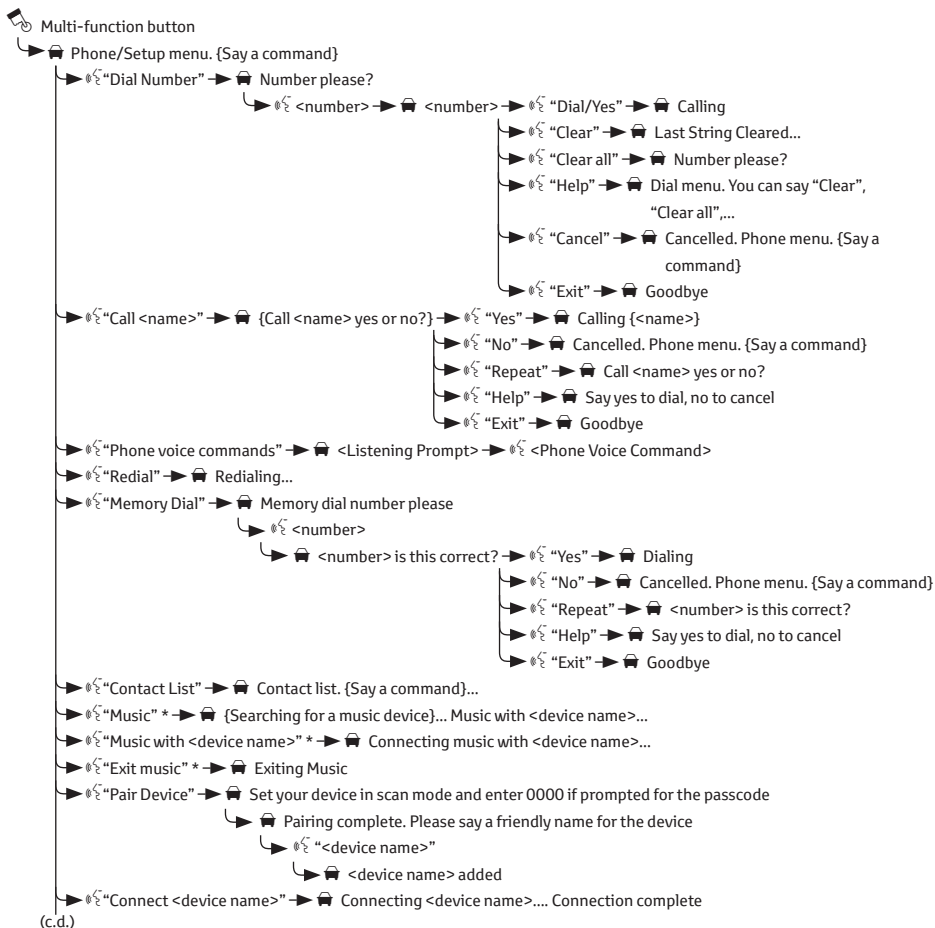 Multi-function button
Phone/Setup menu. {Say a command}
“Dial Number” Number please?
<number> <number> “Dial/Yes” Calling
“Clear” Last String Cleared...
“Clear all” Number please?
“Help” Dial menu. You can say “Clear”,
“Clear all”,...
“Cancel” Cancelled. Phone menu. {Say a
command}
“Exit” Goodbye
“Call <name>” {Call <name> yes or no?} “Yes” Calling {<name>}
“No” Cancelled. Phone menu. {Say a command}
“Repeat” Call <name> yes or no?
“Help” Say yes to dial, no to cancel
“Exit” Goodbye
“Phone voice commands” <Listening Prompt> <Phone Voice Command>
“Redial” Redialing...
“Memory Dial” Memory dial number please
<number>
<number> is this correct? “Yes” Dialing
“No” Cancelled. Phone menu. {Say a command}
“Repeat” <number> is this correct?
“Help” Say yes to dial, no to cancel
“Exit” Goodbye
“Contact List” Contact list. {Say a command}...
“Music” * {Searching for a music device}... Music with <device name>...
“Music with <device name>” * Connecting music with <device name>...
“Exit music” * Exiting Music
“Pair Device” Set your device in scan mode and enter 0000 if prompted for the passcode
Pairing complete. Please say a friendly name for the device
“<device name>”
<device name> added
“Connect <device name>” Connecting <device name>.... Connection complete
(c.d.)